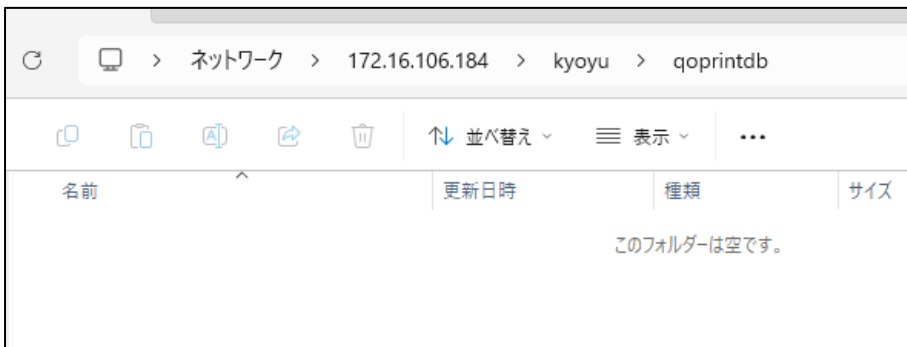 ネットワーク > 172.16.106.184 > kyoyu > qoprintdb
並べ替え 表示 ...
名前 更新日時 種類 サイズ
このフォルダーは空です。